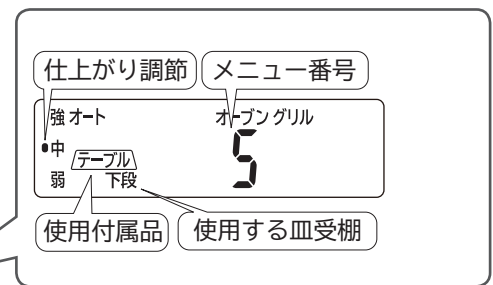 仕上がり調節 メニュー番号
強 オート オーブン グリル
中
テーブル
5
弱 下段
使用付属品 使用する皿受棚